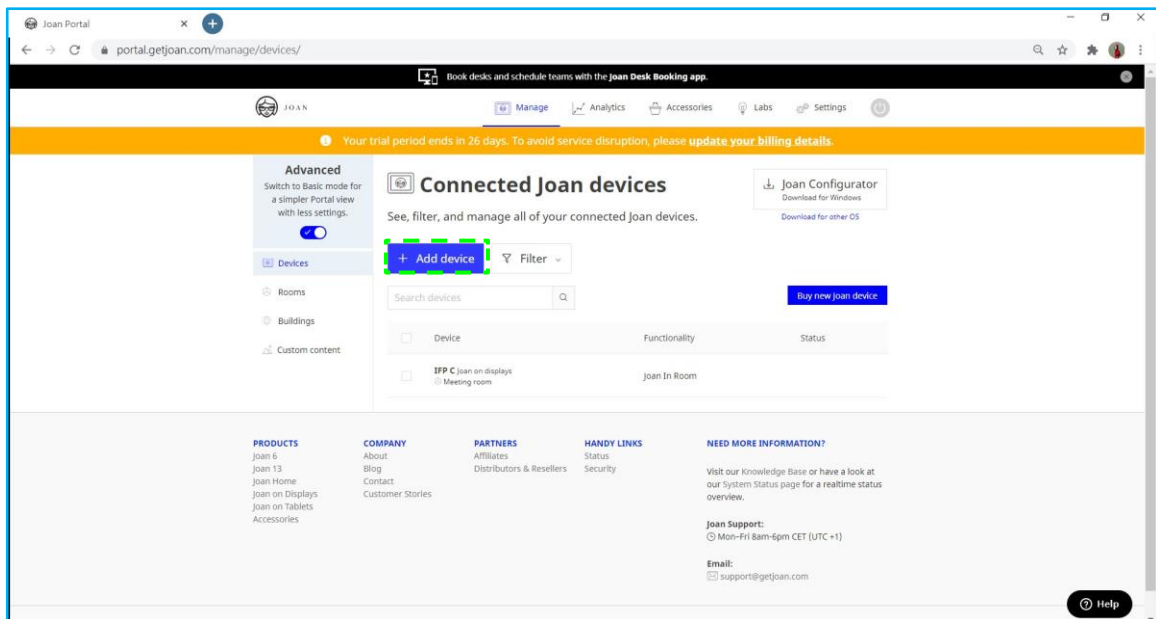 Joan Portal
portal.getjoan.com/manage/devices/
Book desks and schedule teams with the Joan Desk Booking app.
JOAN
Manage
Analytics
Accessories
Labs
Settings
Your trial period ends in 26 days. To avoid service disruption, please update your billing details.
Advanced
Switch to Basic mode for
a simpler Portal view
with less settings.
Devices
Rooms
Buildings
Custom content
Connected Joan devices
See, filter, and manage all of your connected Joan devices.
Joan Configurator
Download for Windows
Download for other OS
+ Add device
Filter
Search devices
Buy new Joan device
Device Functionality Status
IFP C Joan on displays
Meeting room
Joan In Room
PRODUCTS
Joan 6
Joan 13
Joan Home
Joan on Displays
Joan on Tablets
Accessories
COMPANY
About
Blog
Contact
Customer Stories
PARTNERS
Affiliates
Distributors & Resellers
HANDY LINKS
Status
Security
NEED MORE INFORMATION?
Visit our Knowledge Base or have a look at
our System Status page for a realtime status
overview.
Joan Support:
Mon-Fri 8am-6pm CET (UTC +1)
Email:
support@getjoan.com
Help